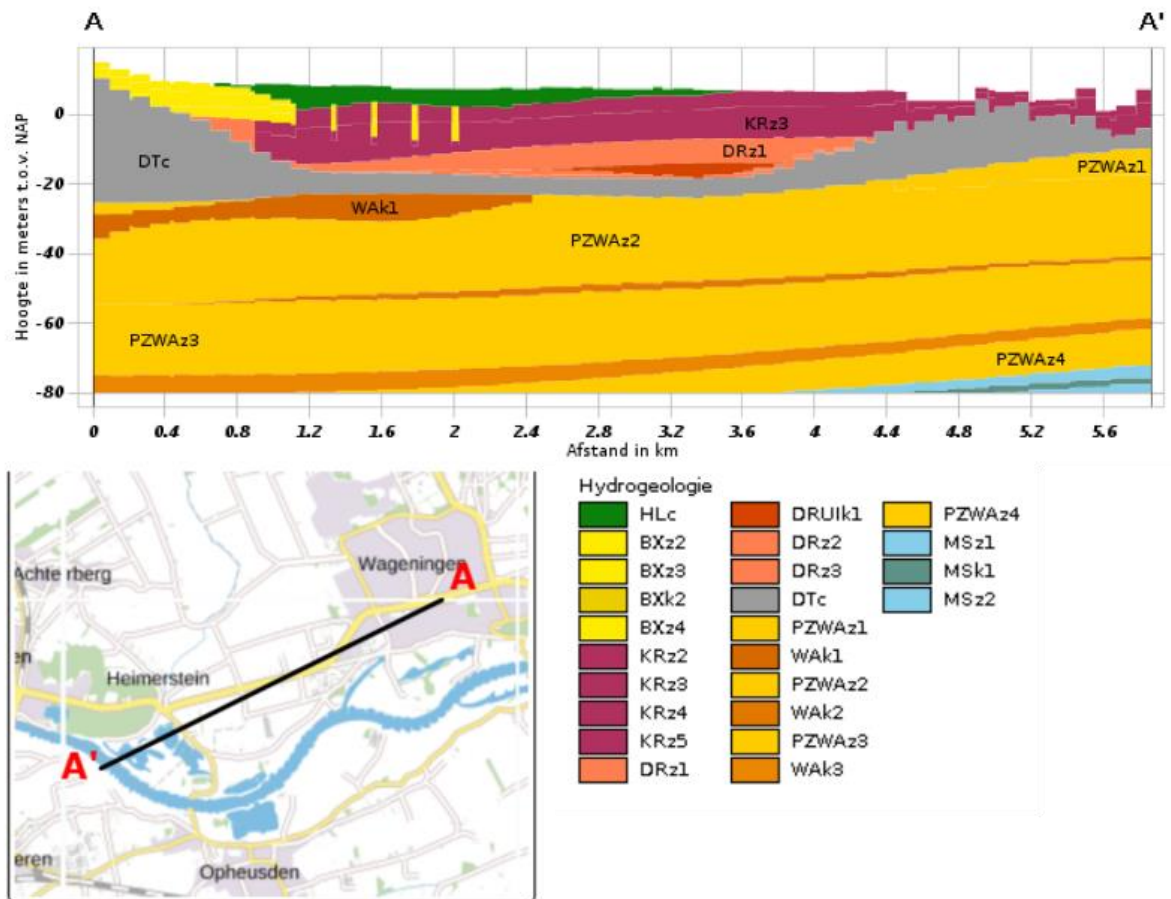 A A'
Hoogte in meters t.o.v. NAP
0
-20
-40
-60
-80
DTc
KRz3
DRz1
PZWAz1
WAk1
PZWAz2
PZWAz3
PZWAz4
0 0.4 0.8 1.2 1.6 2 2.4 2.8 3.2 3.6 4 4.4 4.8 5.2 5.6
Afstand in km
Achte rberg
Wageningen
A
en
Heimerstein
A'
eren
Opheusden
Hydrogeologie
HLc
BXz2
BXz3
BXk2
BXz4
KRz2
KRz3
KRz4
KRz5
DRz1
DRUIk1
DRz2
DRz3
DTc
PZWAz1
WAk1
PZWAz2
WAk2
PZWAz3
WAk3
PZWAz4
MSz1
MSk1
MSz2